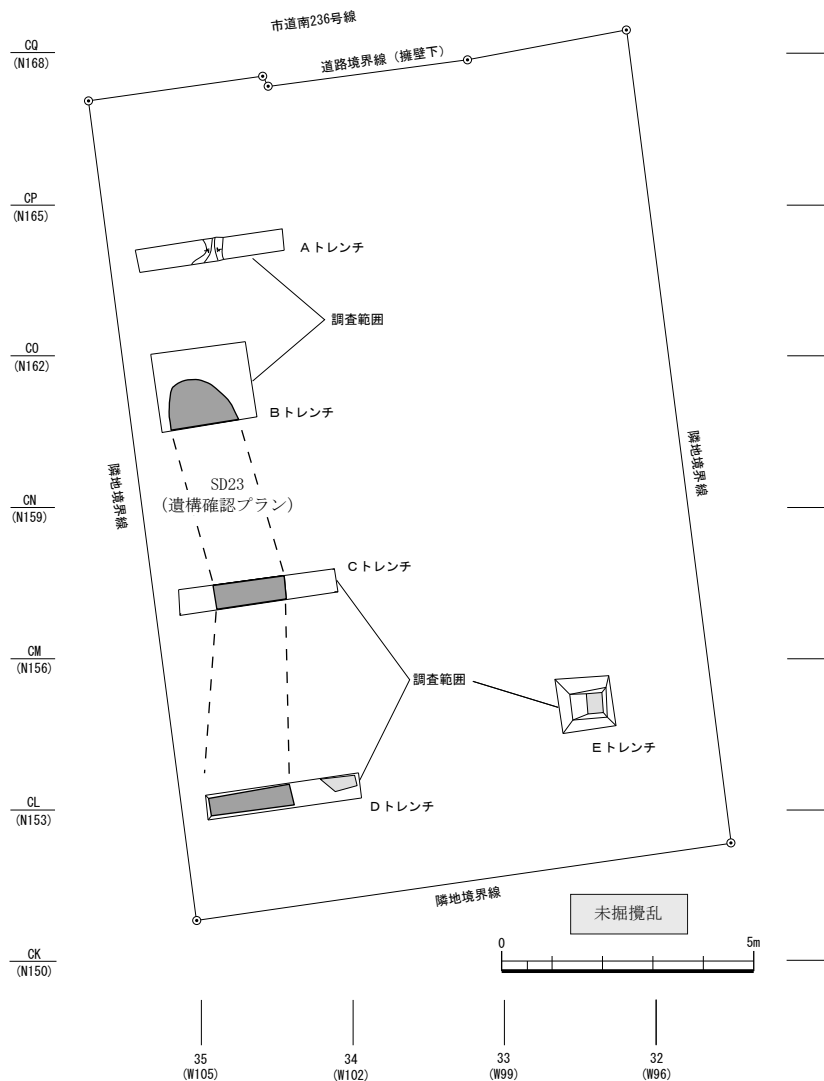 市道南236号線
道路境界線（擁壁下）
CQ
(N168)
CP
(N165)
Aトレンチ
調査範囲
CO
(N162)
Bトレンチ
隣地境界線
隣地境界線
SD23
（遺構確認プラン）
CN
(N159)
Cトレンチ
CM
(N156)
調査範囲
Eトレンチ
CL
(N153)
Dトレンチ
隣地境界線
未掘攪乱
0
5m
CK
(N150)
35
(W105)
34
(W102)
33
(W99)
32
(W96)